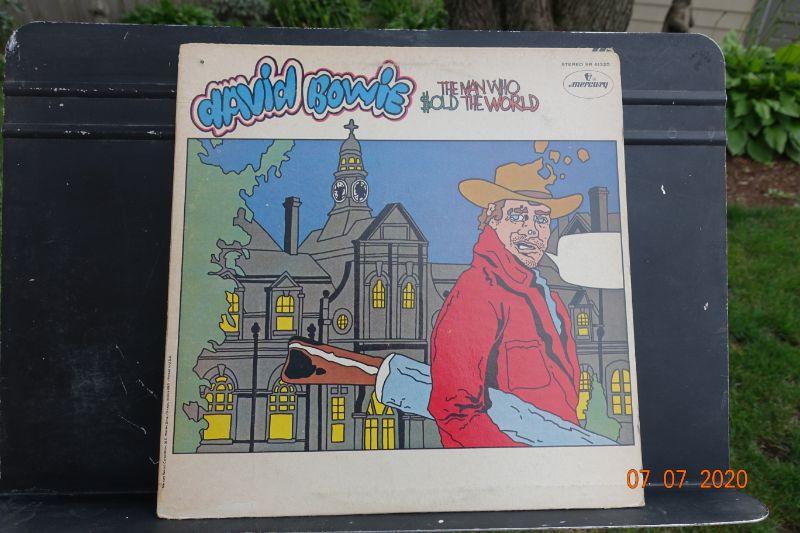 david Bowie
THE MAN WHO
$OLD THE WORLD
STEREO SR 61325
mercury
07 07 2020